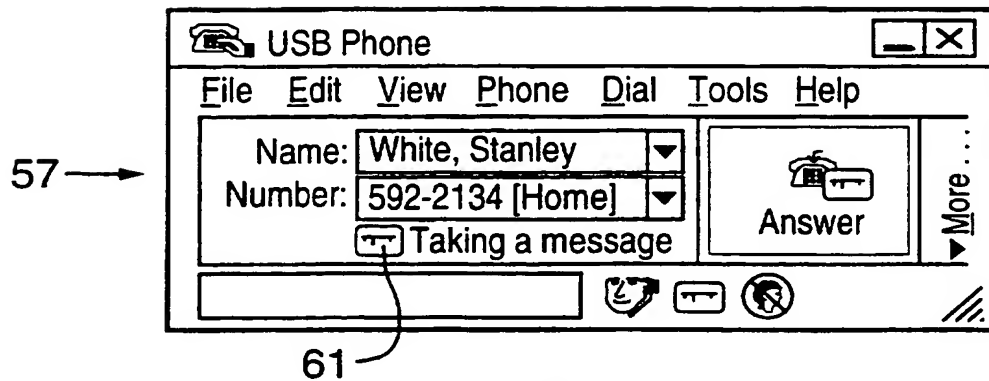 USB Phone
File Edit View Phone Dial Tools Help
57
Name: White, Stanley
Number: 592-2134 [Home]
Taking a message
Answer
More...
61